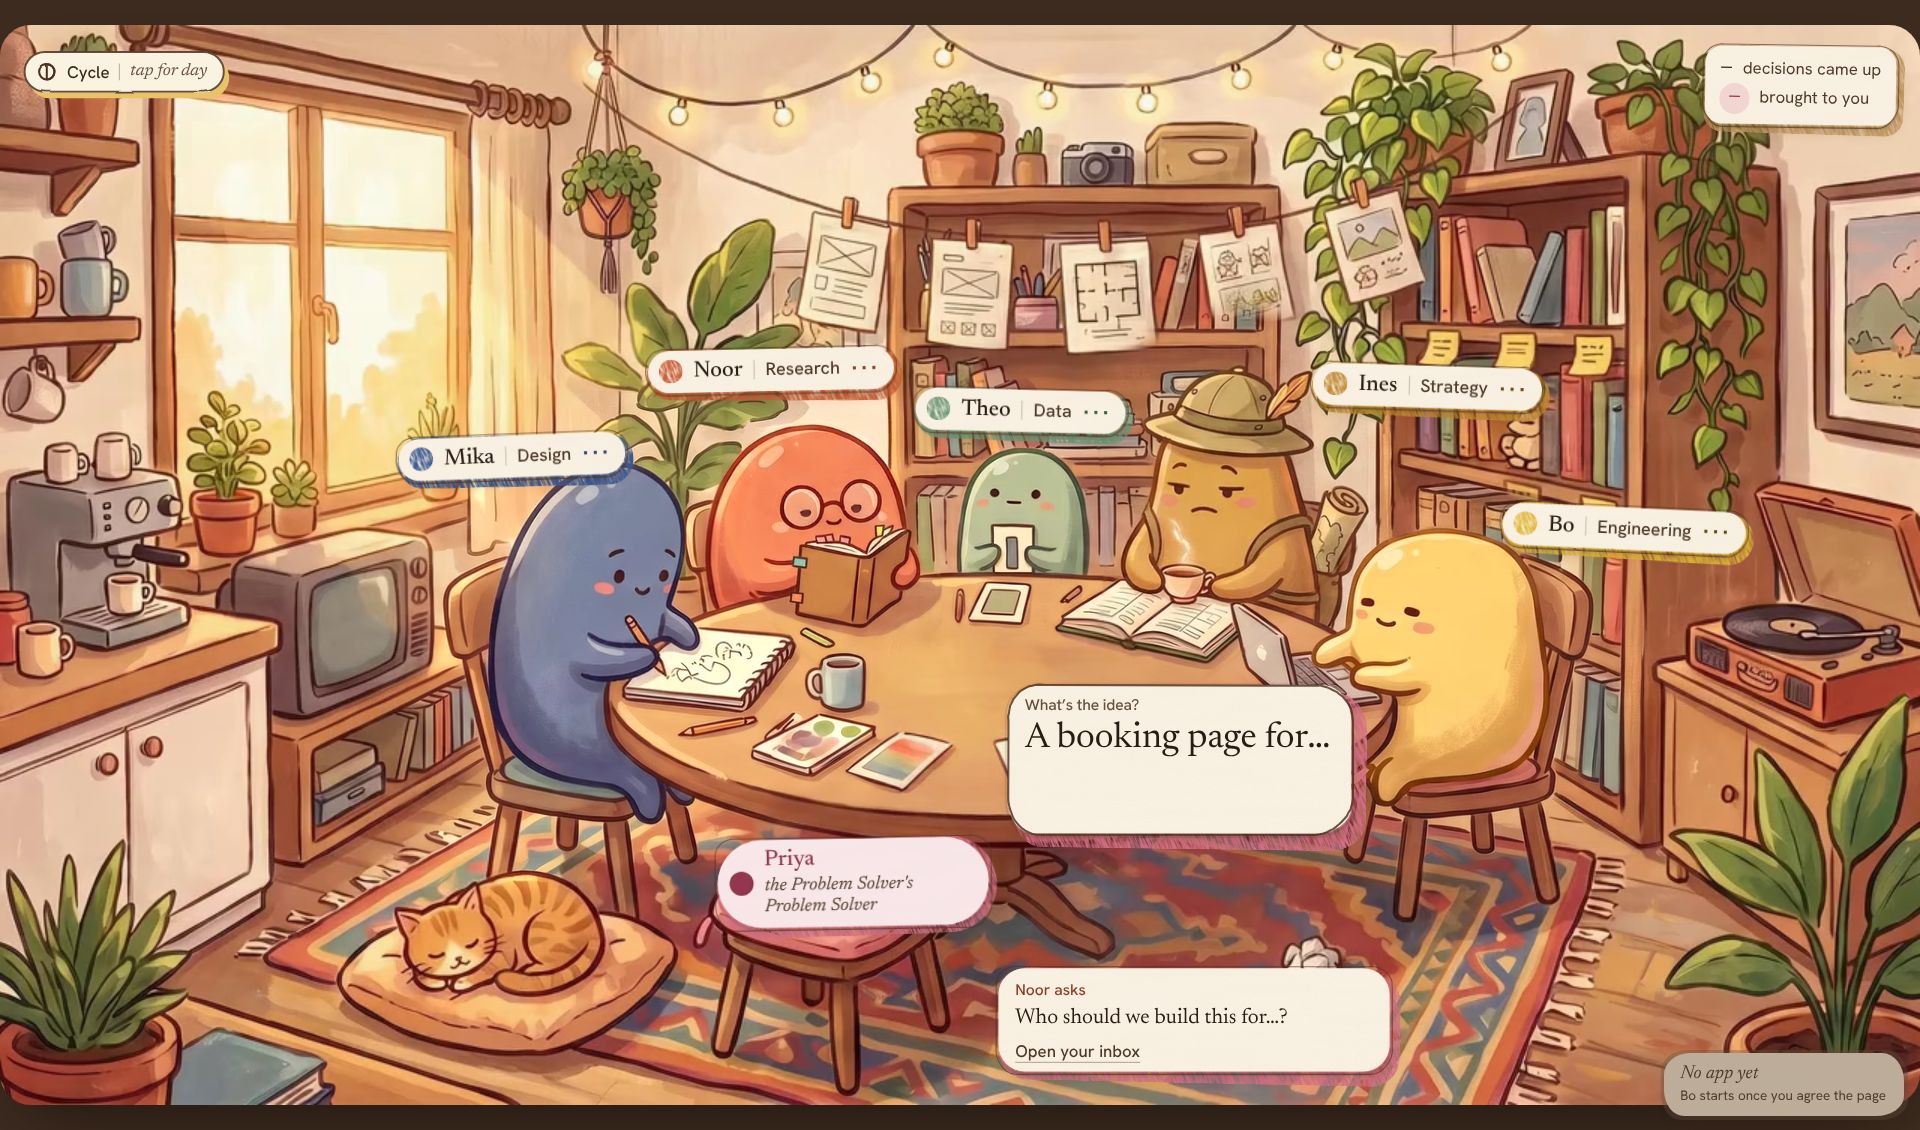 Cycle tap for day
— decisions came up
— brought to you
Noor Research ...
Ines Strategy ...
Theo Data ...
Mika Design ...
Bo Engineering ...
What's the idea?
A booking page for...
Priya
the Problem Solver's
Problem Solver
Noor asks
Who should we build this for...?
Open your inbox
No app yet
Bo starts once you agree the page